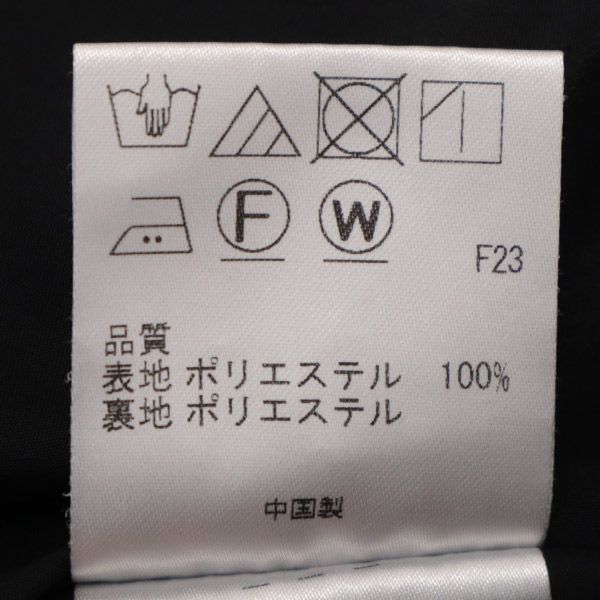 F W
F23
品質
表地 ポリエステル 100%
裏地 ポリエステル
中国製